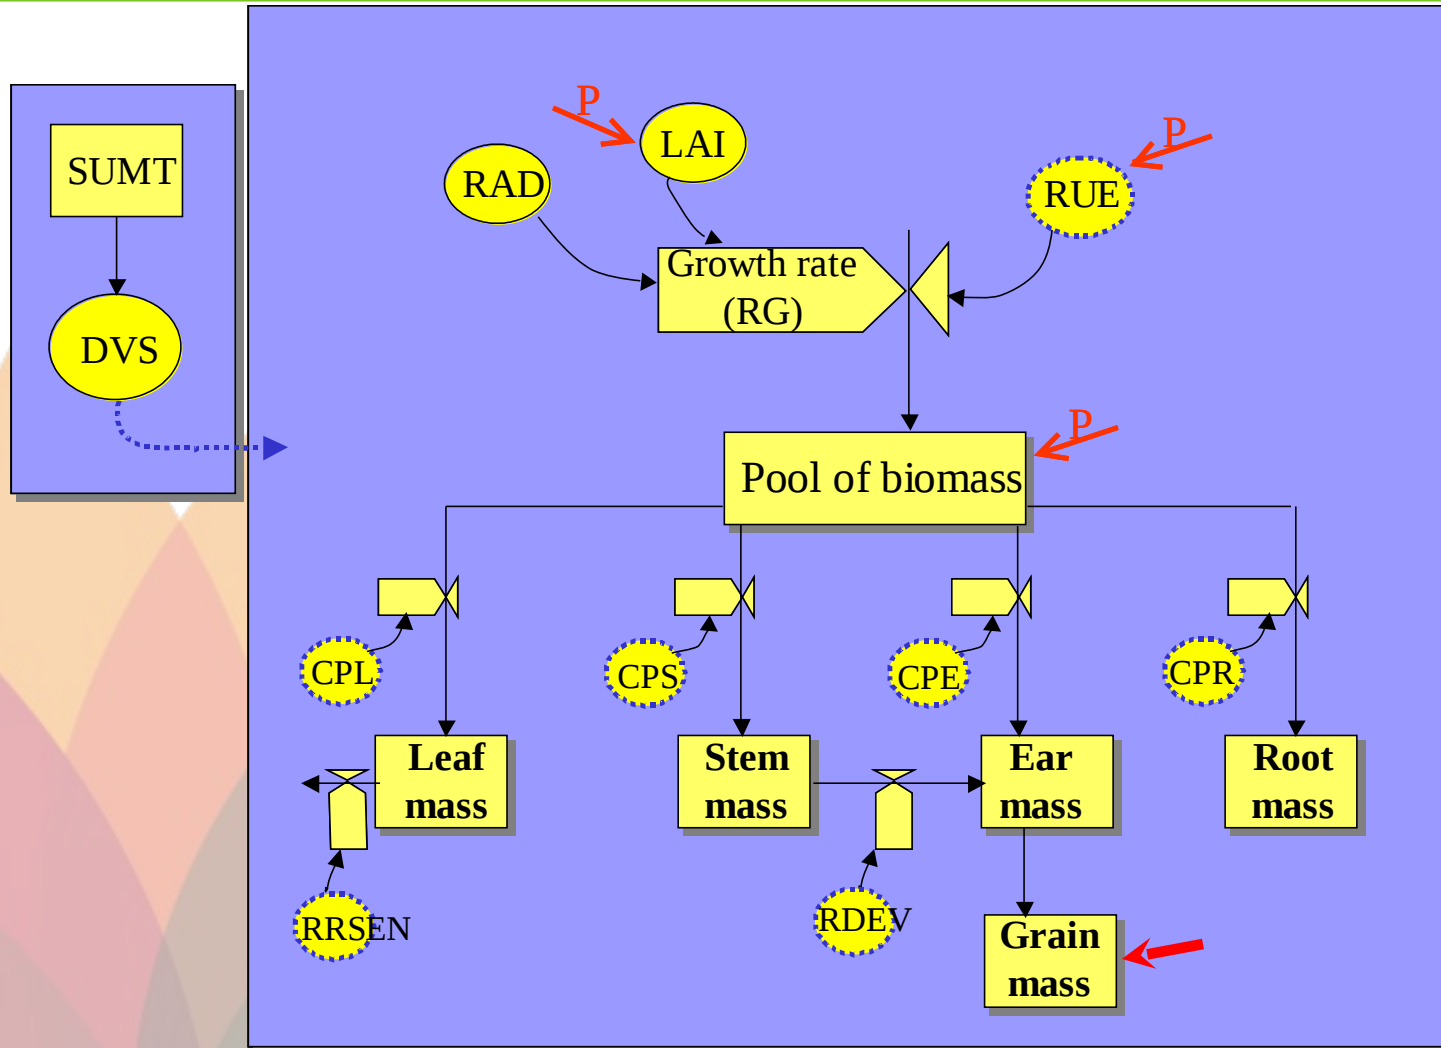 P
LAI
P
SUMT
RAD
RUE
Growth rate
(RG)
DVS
P
Pool of biomass
CPL
CPS
CPE
CPR
Leaf
mass
Stem
mass
Ear
mass
Root
mass
RRSEN
RDEV
Grain
mass